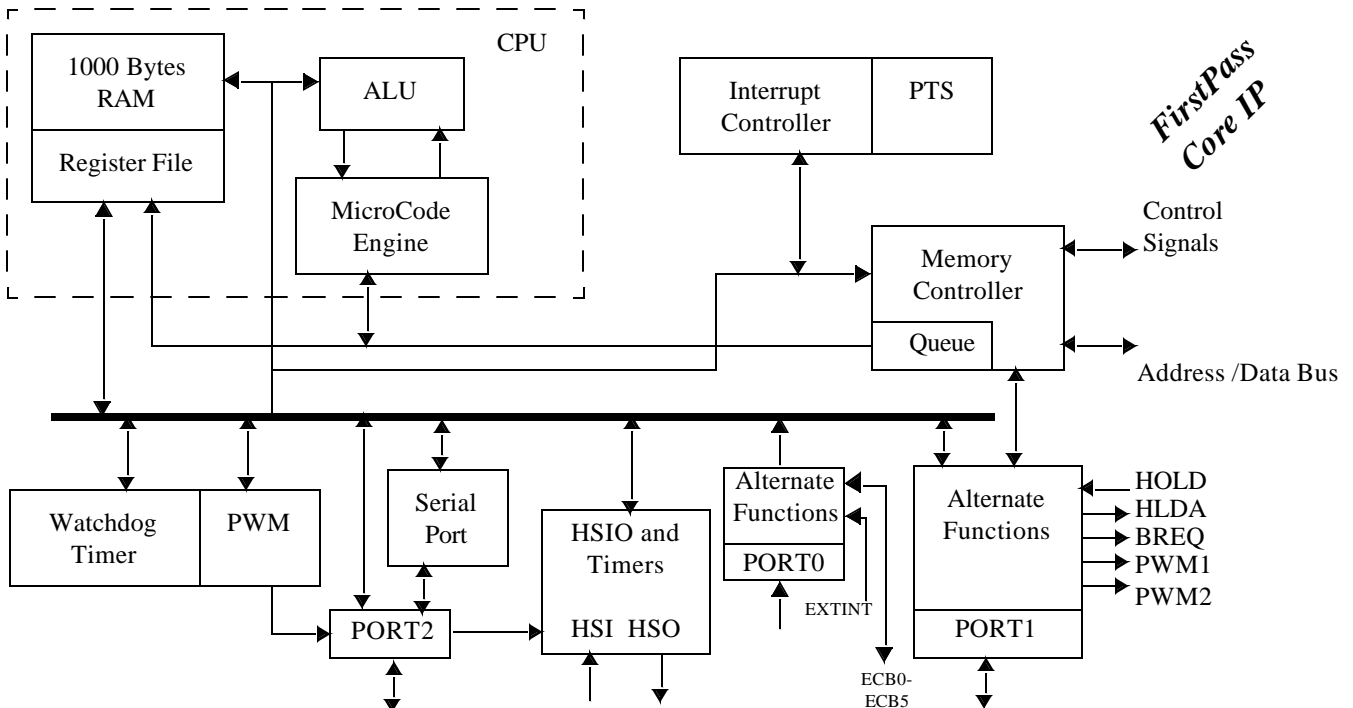 CPU
1000 Bytes
RAM
Register File
ALU
MicroCode
Engine
Interrupt
Controller
PTS
FirstPass
Core IP
Control
Signals
Memory
Controller
Queue
Address /Data Bus
Watchdog
Timer
PWM
Serial
Port
PORT2
HSIO and
Timers
HSI HSO
Alternate
Functions
PORT0
EXTINT
ECB0-
ECB5
Alternate
Functions
PORT1
HOLD
HLDA
BREQ
PWM1
PWM2